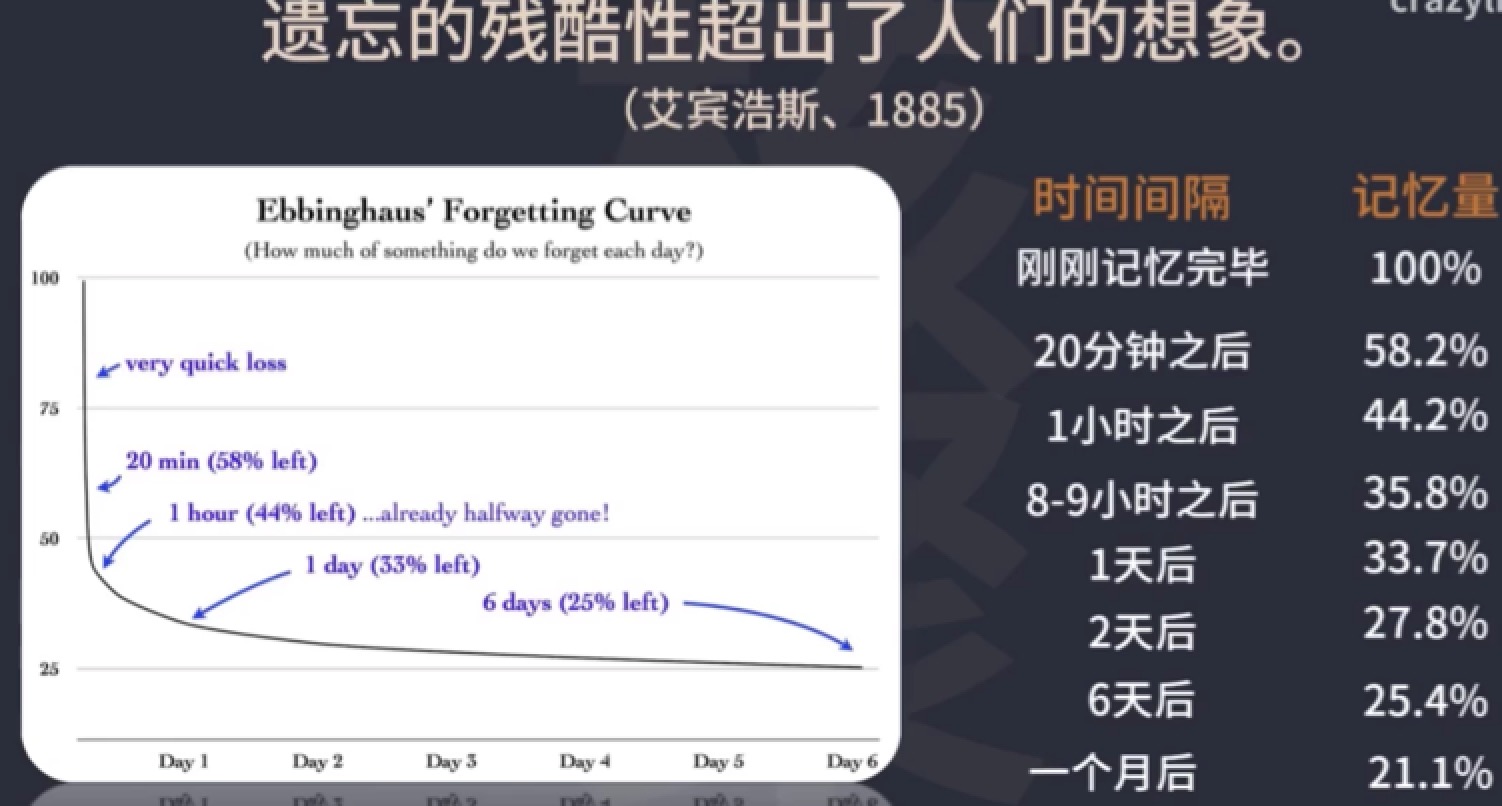 遗忘的残酷性超出了人们的想象。
（艾宾浩斯、1885）
Ebbinghaus’ Forgetting Curve
(How much of something do we forget each day?)
100
very quick loss
75
20 min (58% left)
1 hour (44% left) ...already halfway gone!
50
1 day (33% left)
6 days (25% left)
25
Day 1 Day 2 Day 3 Day 4 Day 5 Day 6
时间间隔 记忆量
刚刚记忆完毕 100%
20分钟之后 58.2%
1小时之后 44.2%
8-9小时之后 35.8%
1天后 33.7%
2天后 27.8%
6天后 25.4%
一个月后 21.1%